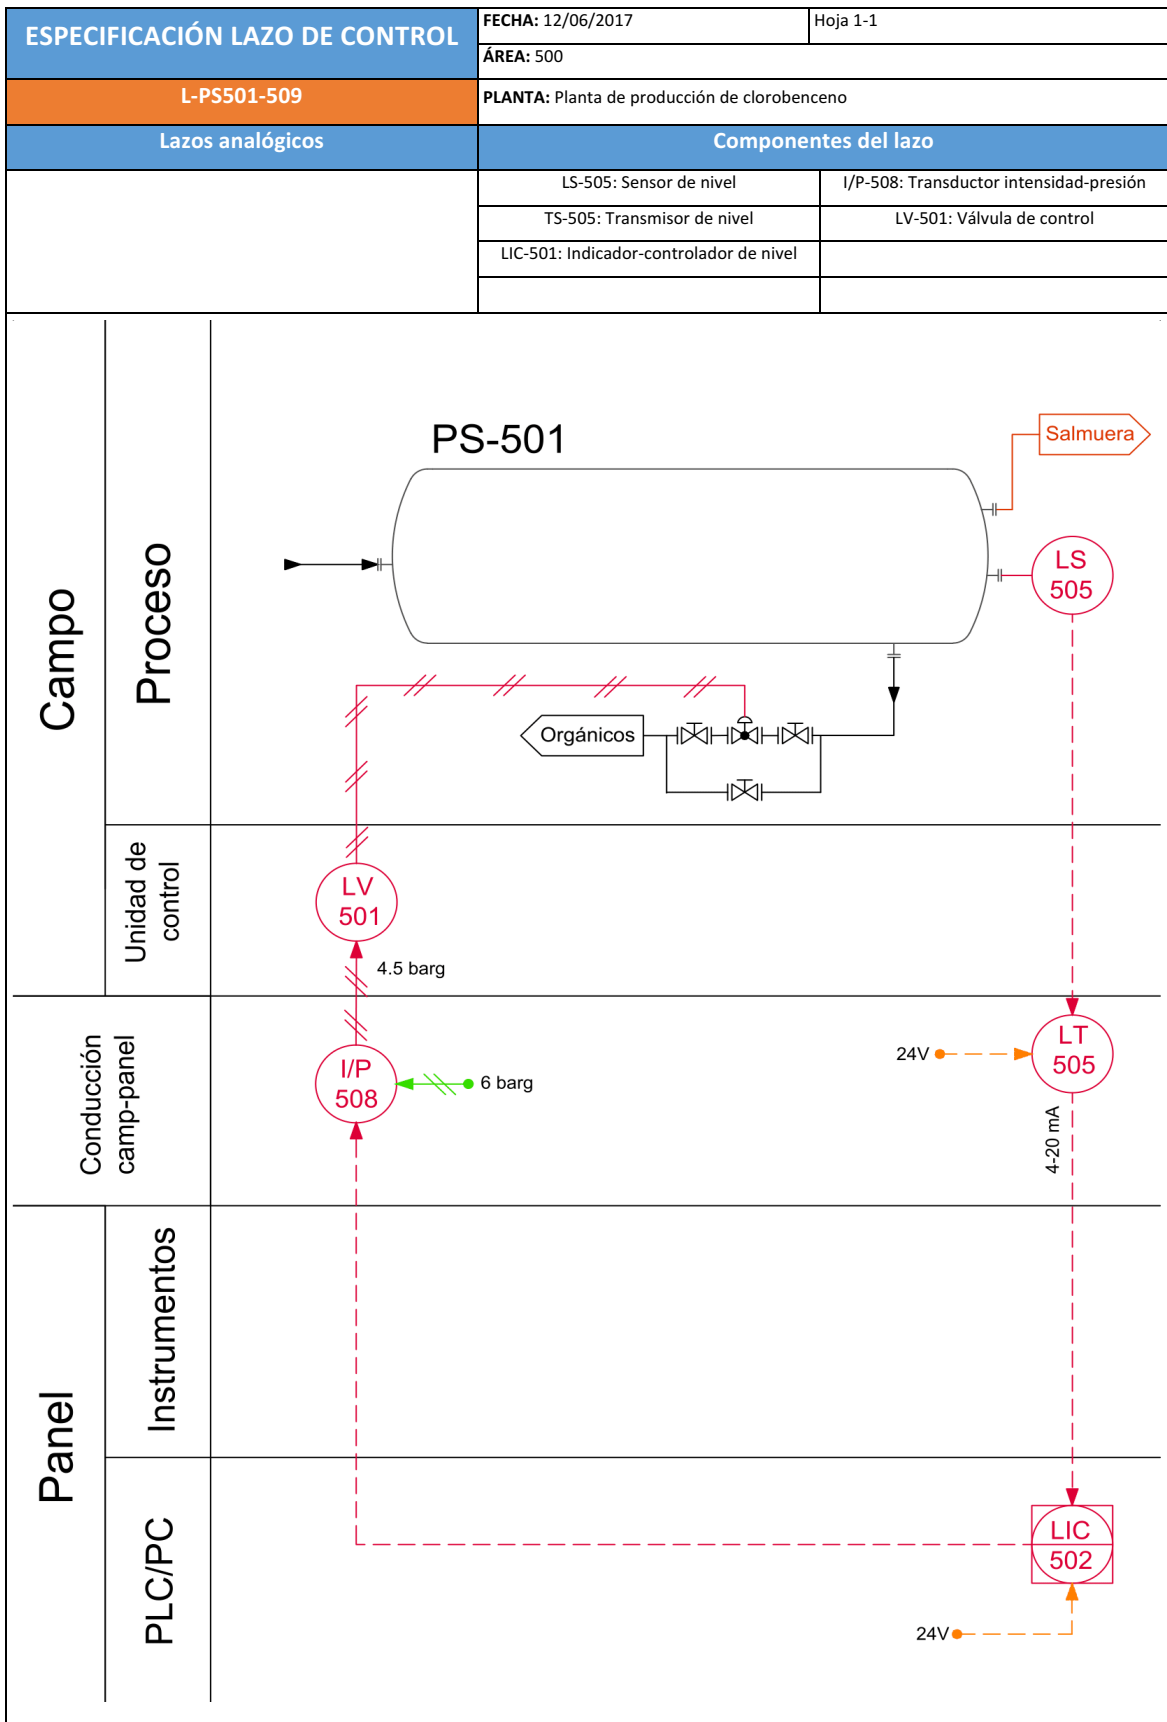 ESPECIFICACIÓN LAZO DE CONTROL
FECHA: 12/06/2017
Hoja 1-1
ÁREA: 500
L-PS501-509
PLANTA: Planta de producción de clorobenceno
Lazos analógicos
Componentes del lazo
LS-505: Sensor de nivel
I/P-508: Transductor intensidad-presión
TS-505: Transmisor de nivel
LV-501: Válvula de control
LIC-501: Indicador-controlador de nivel
Campo
Proceso
PS-501
Salmuera
LS
505
Orgánicos
Unidad de
control
LV
501
4.5 barg
Conducción
camp-panel
I/P
508
6 barg
24V
LT
505
4-20 mA
Panel
Instrumentos
PLC/PC
LIC
502
24V